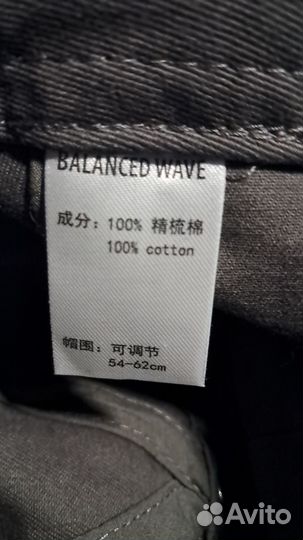 BALANCED WAVE
成分: 100% 精梳棉
100% cotton
帽围: 可调节
54-62cm
Avito